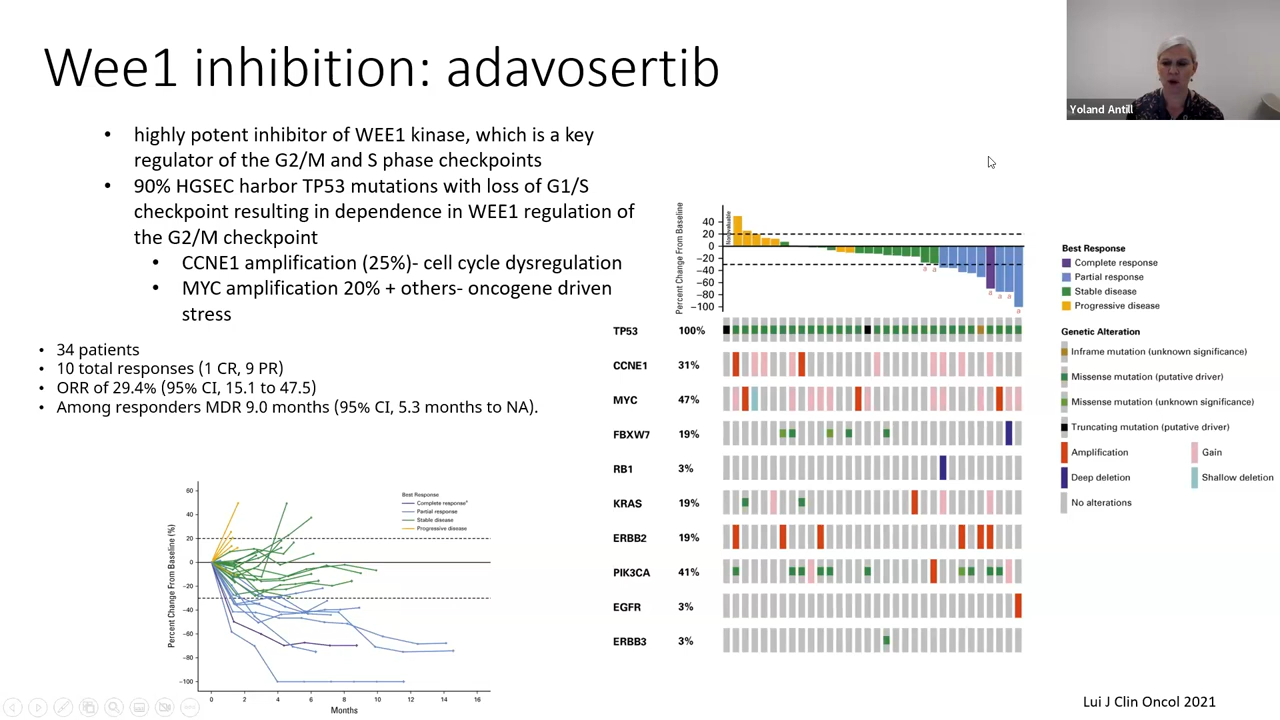 Wee1 inhibition: adavosertib
Yoland Antill
• highly potent inhibitor of WEE1 kinase, which is a key
regulator of the G2/M and S phase checkpoints
• 90% HGSEC harbor TP53 mutations with loss of G1/S
checkpoint resulting in dependence in WEE1 regulation of
the G2/M checkpoint
• CCNE1 amplification (25%)- cell cycle dysregulation
• MYC amplification 20% + others- oncogene driven
stress
• 34 patients
• 10 total responses (1 CR, 9 PR)
• ORR of 29.4% (95% CI, 15.1 to 47.5)
• Among responders MDR 9.0 months (95% CI, 5.3 months to NA).
Percent Change From Baseline
40
20
0
−20
−40
−60
−80
−100
a a
a a a
a
TP53 100%
CCNE1 31%
MYC 47%
FBXW7 19%
RB1 3%
KRAS 19%
ERBB2 19%
PIK3CA 41%
EGFR 3%
ERBB3 3%
Best Response
Complete response
Partial response
Stable disease
Progressive disease
Genetic Alteration
Inframe mutation (unknown significance)
Missense mutation (putative driver)
Missense mutation (unknown significance)
Truncating mutation (putative driver)
Amplification Gain
Deep deletion Shallow deletion
No alterations
Percent Change From Baseline (%)
60
40
20
0
−20
−40
−60
−80
−100
Best Response
Complete responseª
Partial response
Stable disease
Progressive disease
0 2 4 6 8 10 12 14 16
Months
Lui J Clin Oncol 2021